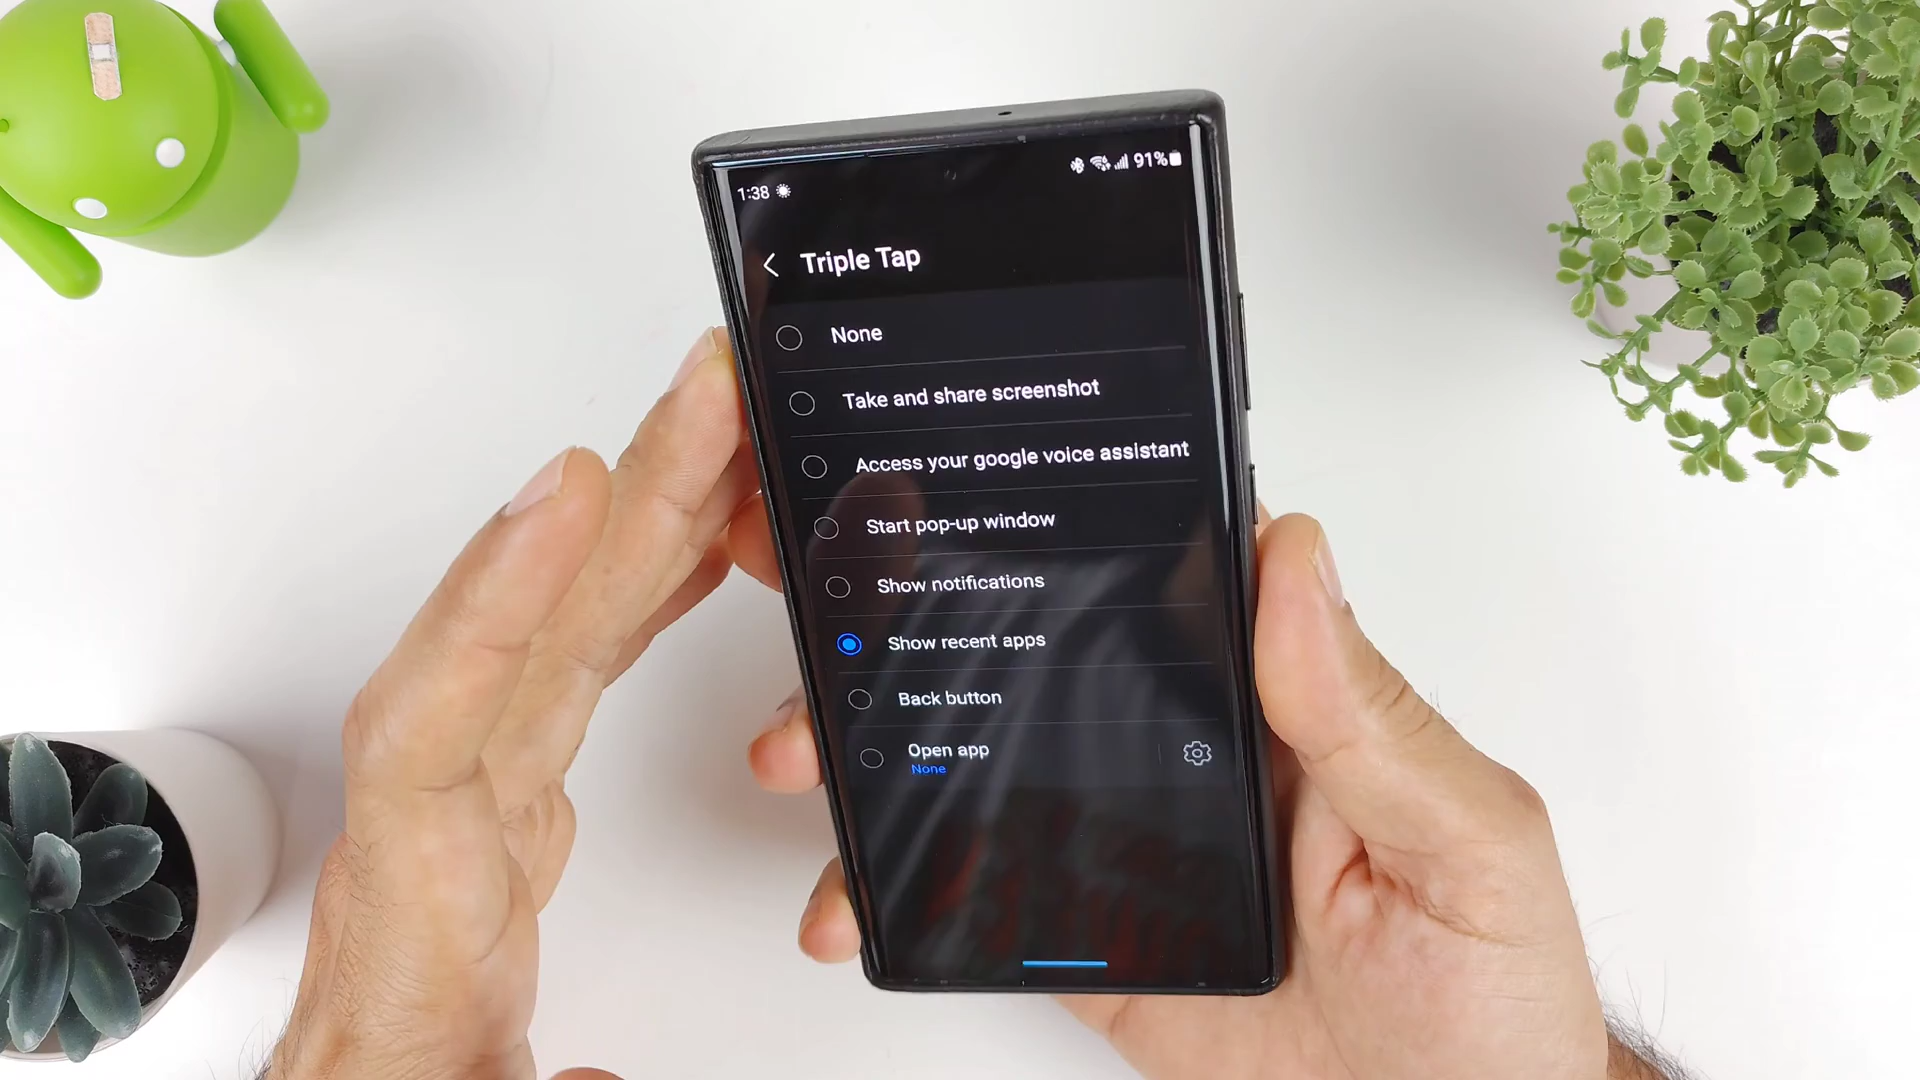 1:38
91%
Triple Tap
None
Take and share screenshot
Access your google voice assistant
Start pop-up window
Show notifications
Show recent apps
Back button
Open app
None